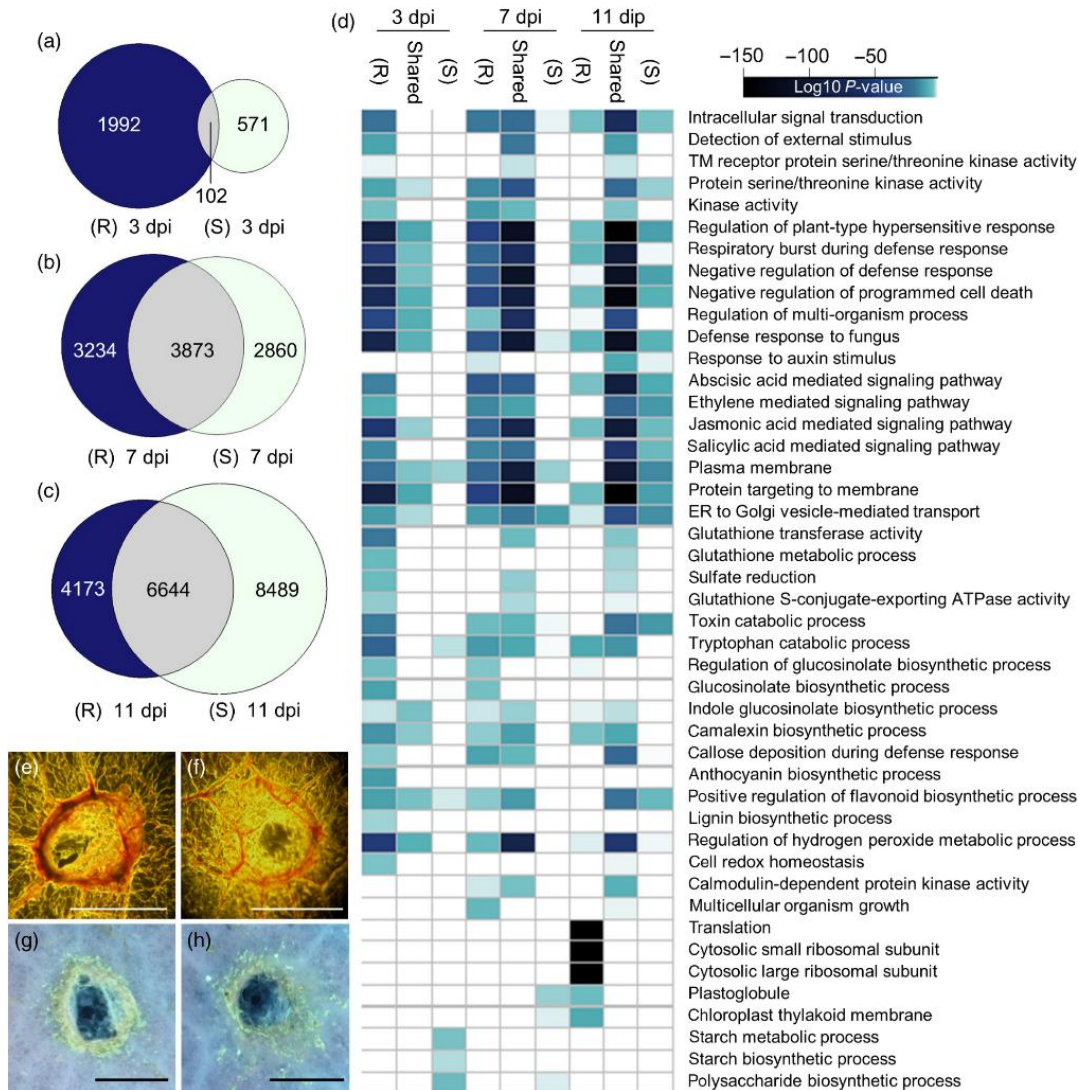 (a)
1992
571
102
(R) 3 dpi (S) 3 dpi
(b)
3234 3873 2860
(R) 7 dpi (S) 7 dpi
(c)
4173 6644 8489
(R) 11 dpi (S) 11 dpi
(d)
3 dpi 7 dpi 11 dip
(R) Shared (S) (R) Shared (S) (R) Shared (S)
−150 −100 −50
Log10 P-value
Intracellular signal transduction
Detection of external stimulus
TM receptor protein serine/threonine kinase activity
Protein serine/threonine kinase activity
Kinase activity
Regulation of plant-type hypersensitive response
Respiratory burst during defense response
Negative regulation of defense response
Negative regulation of programmed cell death
Regulation of multi-organism process
Defense response to fungus
Response to auxin stimulus
Abscisic acid mediated signaling pathway
Ethylene mediated signaling pathway
Jasmonic acid mediated signaling pathway
Salicylic acid mediated signaling pathway
Plasma membrane
Protein targeting to membrane
ER to Golgi vesicle-mediated transport
Glutathione transferase activity
Glutathione metabolic process
Sulfate reduction
Glutathione S-conjugate-exporting ATPase activity
Toxin catabolic process
Tryptophan catabolic process
Regulation of glucosinolate biosynthetic process
Glucosinolate biosynthetic process
Indole glucosinolate biosynthetic process
Camalexin biosynthetic process
Callose deposition during defense response
Anthocyanin biosynthetic process
Positive regulation of flavonoid biosynthetic process
Lignin biosynthetic process
Regulation of hydrogen peroxide metabolic process
Cell redox homeostasis
Calmodulin-dependent protein kinase activity
Multicellular organism growth
Translation
Cytosolic small ribosomal subunit
Cytosolic large ribosomal subunit
Plastoglobule
Chloroplast thylakoid membrane
Starch metabolic process
Starch biosynthetic process
Polysaccharide biosynthetic process
(e)
(f)
(g)
(h)